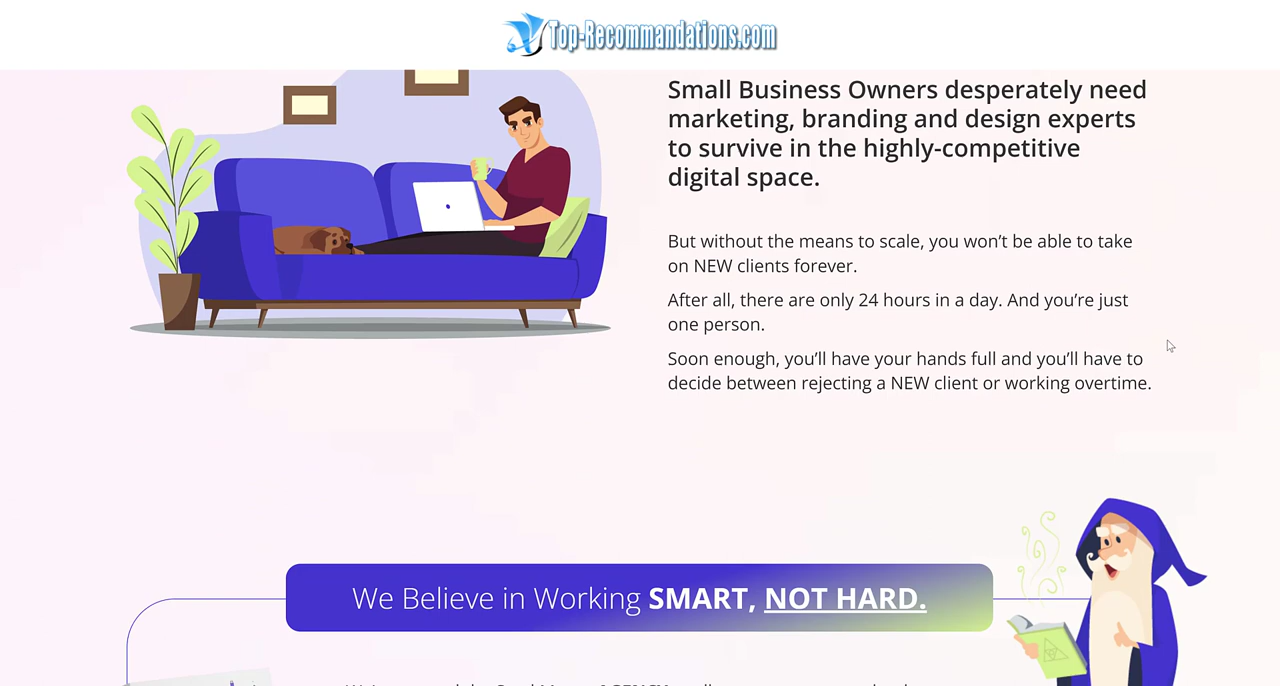 Top-Recommandations.com
Small Business Owners desperately need
marketing, branding and design experts
to survive in the highly-competitive
digital space.
But without the means to scale, you won’t be able to take
on NEW clients forever.
After all, there are only 24 hours in a day. And you’re just
one person.
Soon enough, you’ll have your hands full and you’ll have to
decide between rejecting a NEW client or working overtime.
We Believe in Working SMART, NOT HARD.